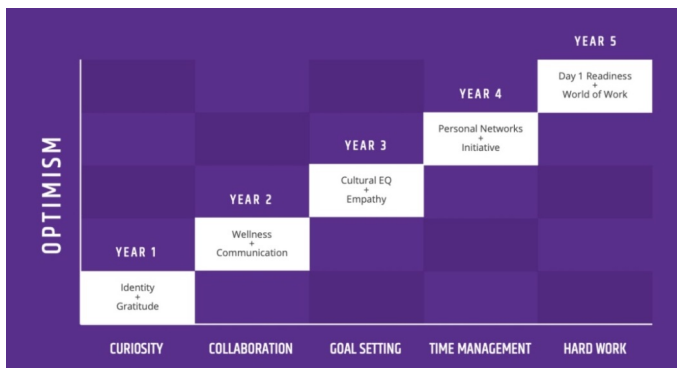 YEAR 5
Day 1 Readiness
+
World of Work
YEAR 4
Personal Networks
+
Initiative
YEAR 3
Cultural EQ
+
Empathy
YEAR 2
Wellness
+
Communication
YEAR 1
Identity
+
Gratitude
OPTIMISM
CURIOSITY COLLABORATION GOAL SETTING TIME MANAGEMENT HARD WORK